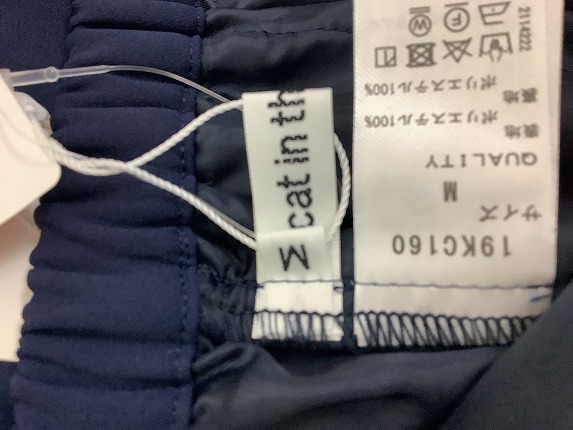 cat in th
M
19KC160
サイズ
M
QUALITY
表地
ポリエステル100%
裏地
ポリエステル100%
2114222